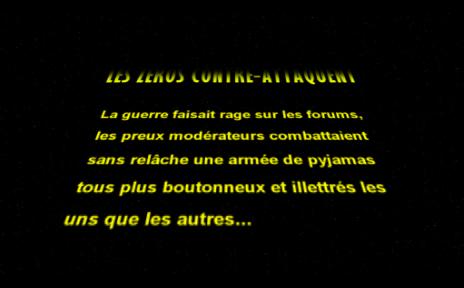 LES ZEROS CONTRE-ATTAQUENT
La guerre faisait rage sur les forums,
les preux modérateurs combattaient
sans relâche une armée de pyjamas
tous plus boutonneux et illettrés les
uns que les autres...